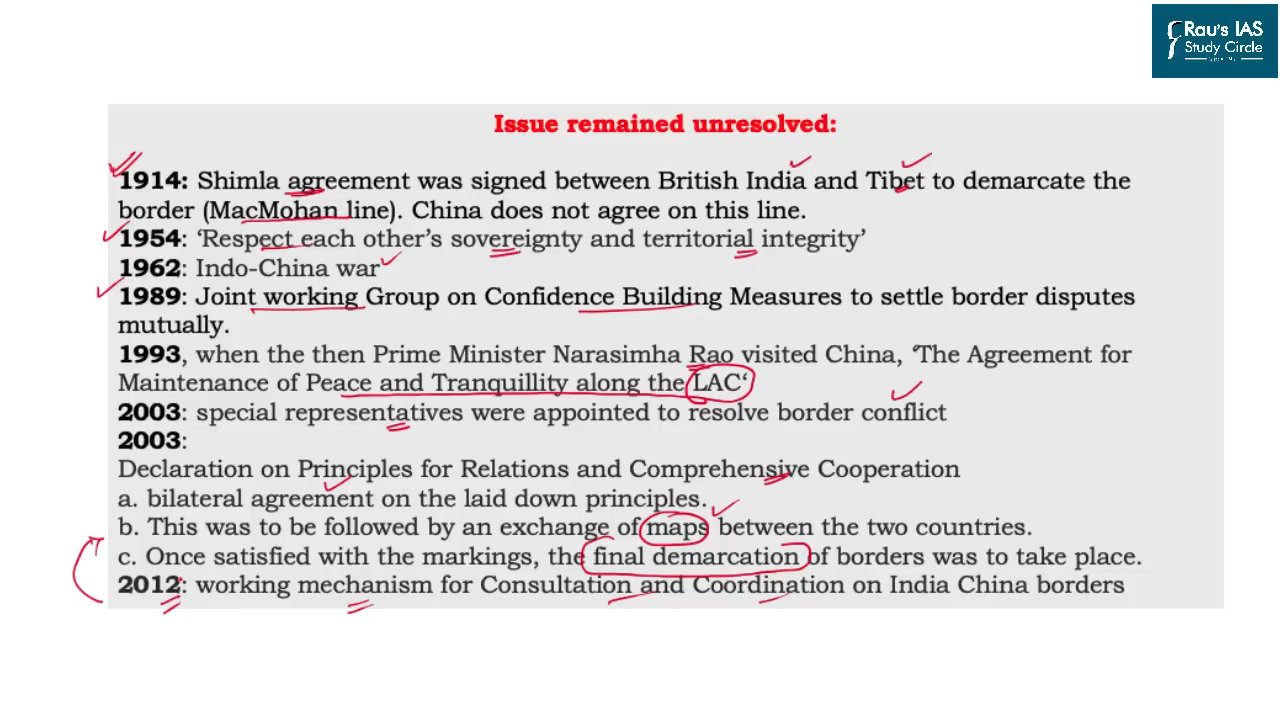 Rau's IAS
Study Circle
Issue remained unresolved:
1914: Shimla agreement was signed between British India and Tibet to demarcate the
border (MacMohan line). China does not agree on this line.
1954: ‘Respect each other’s sovereignty and territorial integrity’
1962: Indo-China war
1989: Joint working Group on Confidence Building Measures to settle border disputes
mutually.
1993, when the then Prime Minister Narasimha Rao visited China, ‘The Agreement for
Maintenance of Peace and Tranquillity along the LAC‘
2003: special representatives were appointed to resolve border conflict
2003:
Declaration on Principles for Relations and Comprehensive Cooperation
a. bilateral agreement on the laid down principles.
b. This was to be followed by an exchange of maps between the two countries.
c. Once satisfied with the markings, the final demarcation of borders was to take place.
2012: working mechanism for Consultation and Coordination on India China borders